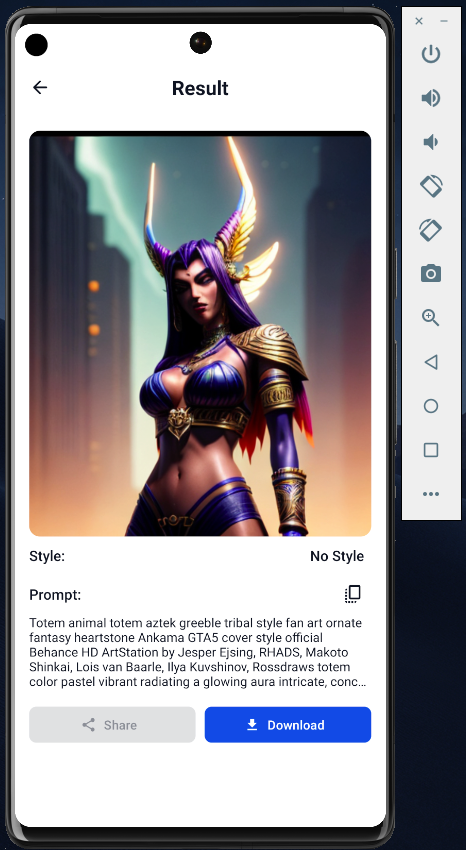 Result
Style:
No Style
Prompt:
Totem animal totem aztek greeble tribal style fan art ornate
fantasy heartstone Ankama GTA5 cover style official
Behance HD ArtStation by Jesper Ejsing, RHADS, Makoto
Shinkai, Lois van Baarle, Ilya Kuvshinov, Rossdraws totem
color pastel vibrant radiating a glowing aura intricate, conc...
Share
Download